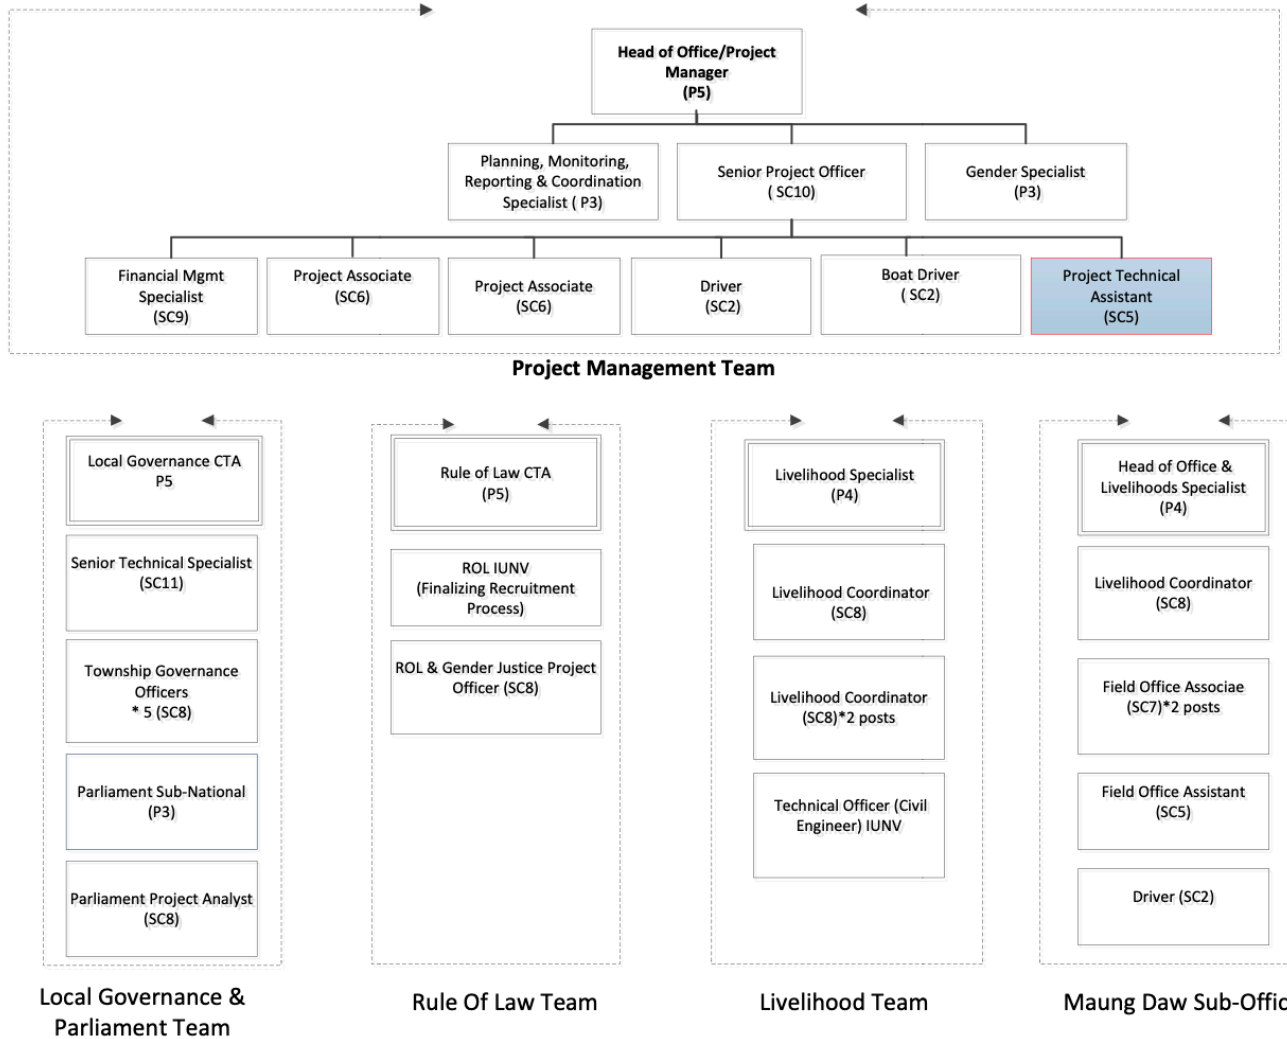 Head of Office/Project
Manager
(P5)
Planning, Monitoring,
Reporting & Coordination
Specialist ( P3)
Senior Project Officer
( SC10)
Gender Specialist
(P3)
Financial Mgmt
Specialist
(SC9)
Project Associate
(SC6)
Project Associate
(SC6)
Driver
(SC2)
Boat Driver
( SC2)
Project Technical
Assistant
(SC5)
Project Management Team
Local Governance CTA
P5
Senior Technical Specialist
(SC11)
Township Governance
Officers
* 5 (SC8)
Parliament Sub-National
(P3)
Parliament Project Analyst
(SC8)
Local Governance &
Parliament Team
Rule of Law CTA
(P5)
ROL IUNV
(Finalizing Recruitment
Process)
ROL & Gender Justice Project
Officer (SC8)
Rule Of Law Team
Livelihood Specialist
(P4)
Livelihood Coordinator
(SC8)
Livelihood Coordinator
(SC8)*2 posts
Technical Officer (Civil
Engineer) IUNV
Livelihood Team
Head of Office &
Livelihoods Specialist
(P4)
Livelihood Coordinator
(SC8)
Field Office Associae
(SC7)*2 posts
Field Office Assistant
(SC5)
Driver (SC2)
Maung Daw Sub-Offic